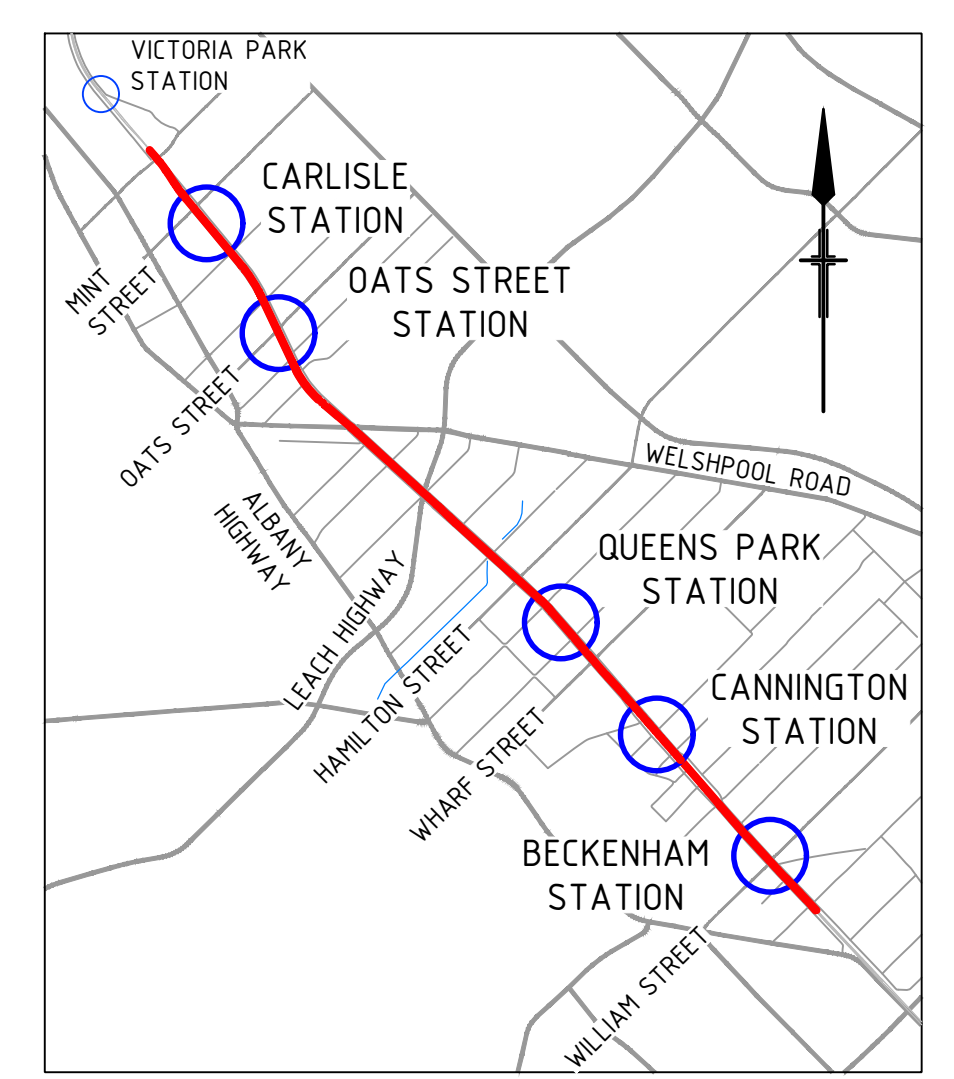 VICTORIA PARK
STATION
CARLISLE
STATION
MINT
STREET
OATS STREET
STATION
OATS STREET
WELSHPOOL ROAD
ALBANY
HIGHWAY
QUEENS PARK
STATION
LEACH HIGHWAY
HAMILTON STREET
CANNINGTON
STATION
WHARF STREET
BECKENHAM
STATION
WILLIAM STREET